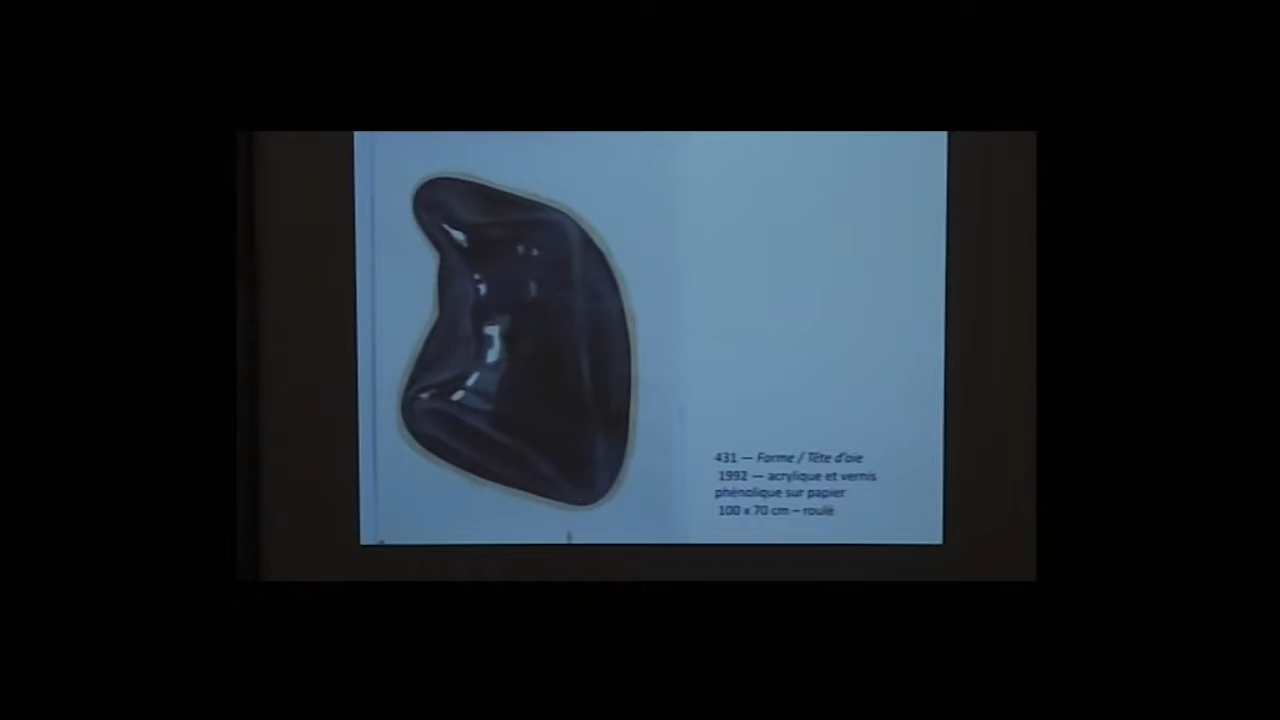 431 — Forme / Tête d'oie
1992 — acrylique et vernis
phénolique sur papier
100 x 70 cm – roulé